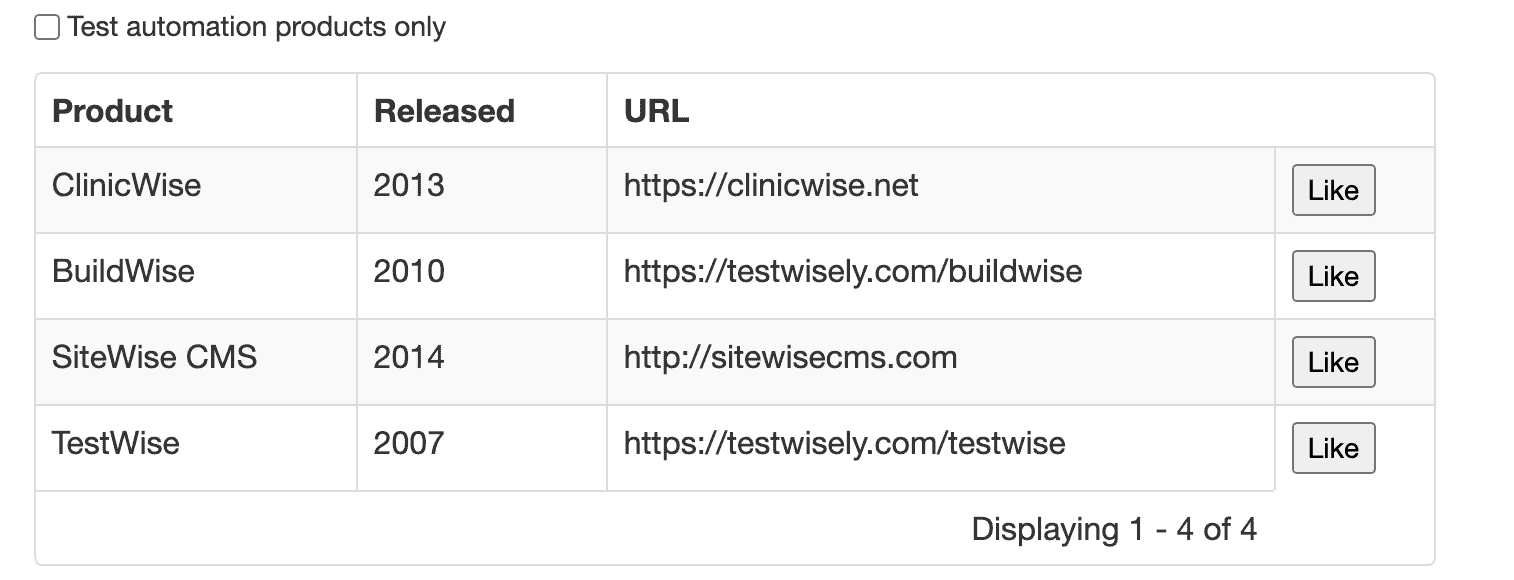 Test automation products only
Product Released URL
ClinicWise 2013 https://clinicwise.net Like
BuildWise 2010 https://testwisely.com/buildwise Like
SiteWise CMS 2014 http://sitewisecms.com Like
TestWise 2007 https://testwisely.com/testwise Like
Displaying 1 - 4 of 4